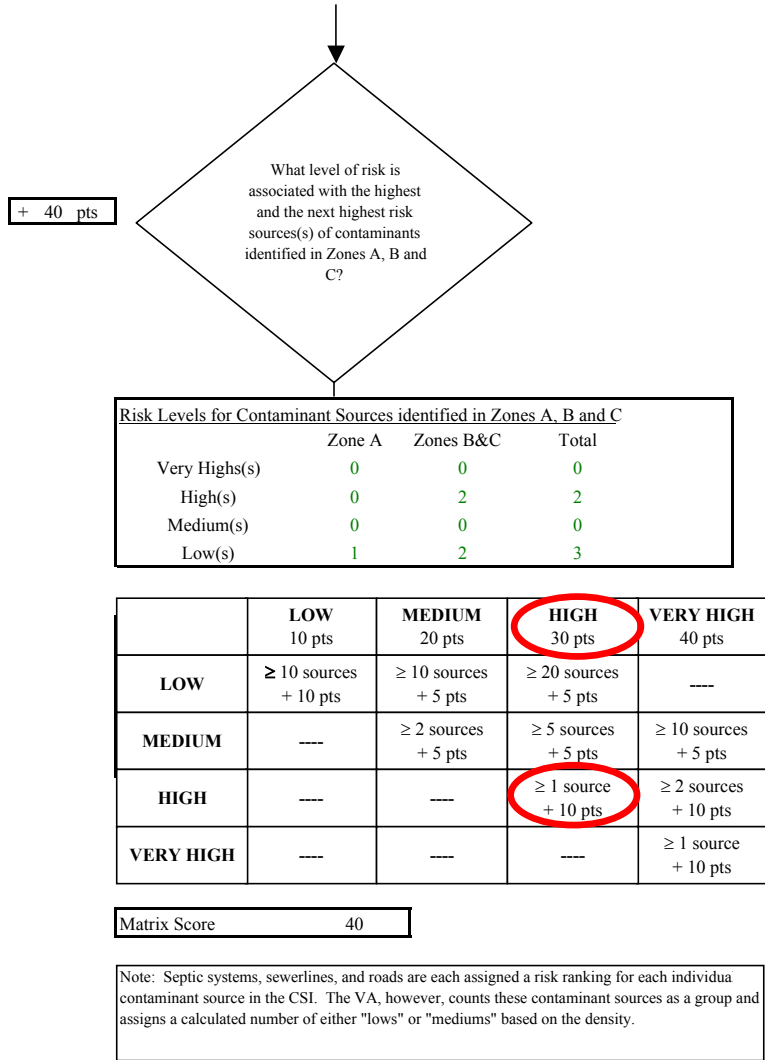 What level of risk is
associated with the highest
and the next highest risk
sources(s) of contaminants
identified in Zones A, B and
C?
+ 40 pts
Risk Levels for Contaminant Sources identified in Zones A, B and C
Zone A Zones B&C Total
Very Highs(s) 0 0 0
High(s) 0 2 2
Medium(s) 0 0 0
Low(s) 1 2 3
LOW MEDIUM HIGH VERY HIGH
10 pts 20 pts 30 pts 40 pts
LOW ≥ 10 sources ≥ 10 sources ≥ 20 sources ----
+ 10 pts + 5 pts + 5 pts
MEDIUM ---- ≥ 2 sources ≥ 5 sources ≥ 10 sources
+ 5 pts + 5 pts + 5 pts
HIGH ---- ---- ≥ 1 source ≥ 2 sources
+ 10 pts + 10 pts
VERY HIGH ---- ---- ---- ≥ 1 source
+ 10 pts
Matrix Score 40
Note: Septic systems, sewerlines, and roads are each assigned a risk ranking for each individua
contaminant source in the CSI. The VA, however, counts these contaminant sources as a group and
assigns a calculated number of either "lows" or "mediums" based on the density.